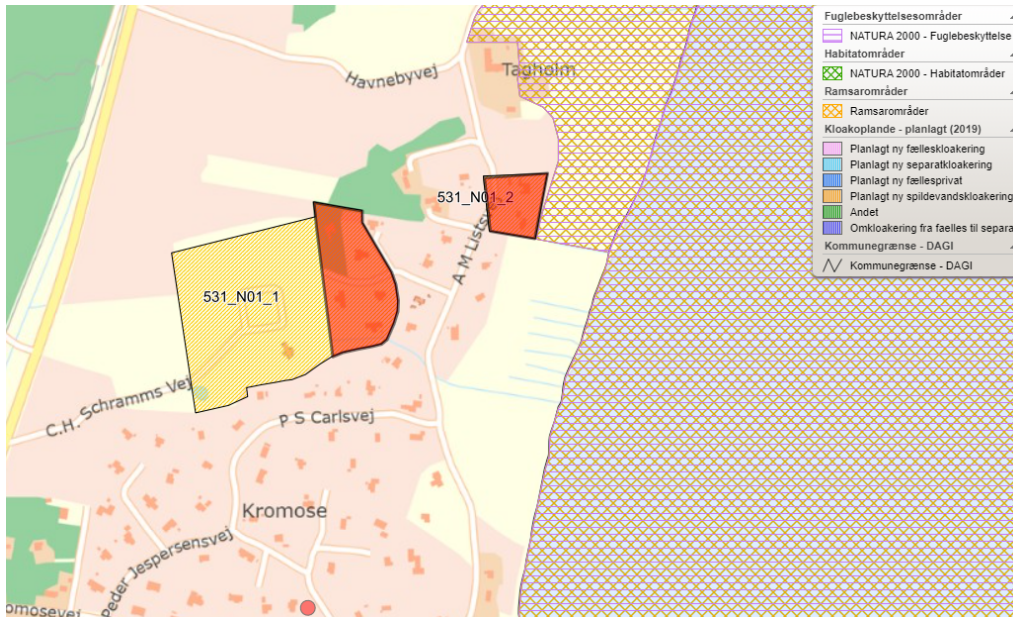 Havnebyvej
Tagholm
531_N01_2
A M Listsvej
531_N01_1
C.H. Schramms Vej
P S Carlsvej
Kromose
Peder Jespersensvej
omosevej
Fuglebeskyttelsesområder
NATURA 2000 - Fuglebeskyttelse
Habitatområder
NATURA 2000 - Habitatområder
Ramsarområder
Ramsarområder
Kloakoplande - planlagt (2019)
Planlagt ny fælleskloakering
Planlagt ny separatkloakering
Planlagt ny fællesprivat
Planlagt ny spildevandskloakering
Andet
Omkloakering fra faelles til separa
Kommunegrænse - DAGI
Kommunegrænse - DAGI